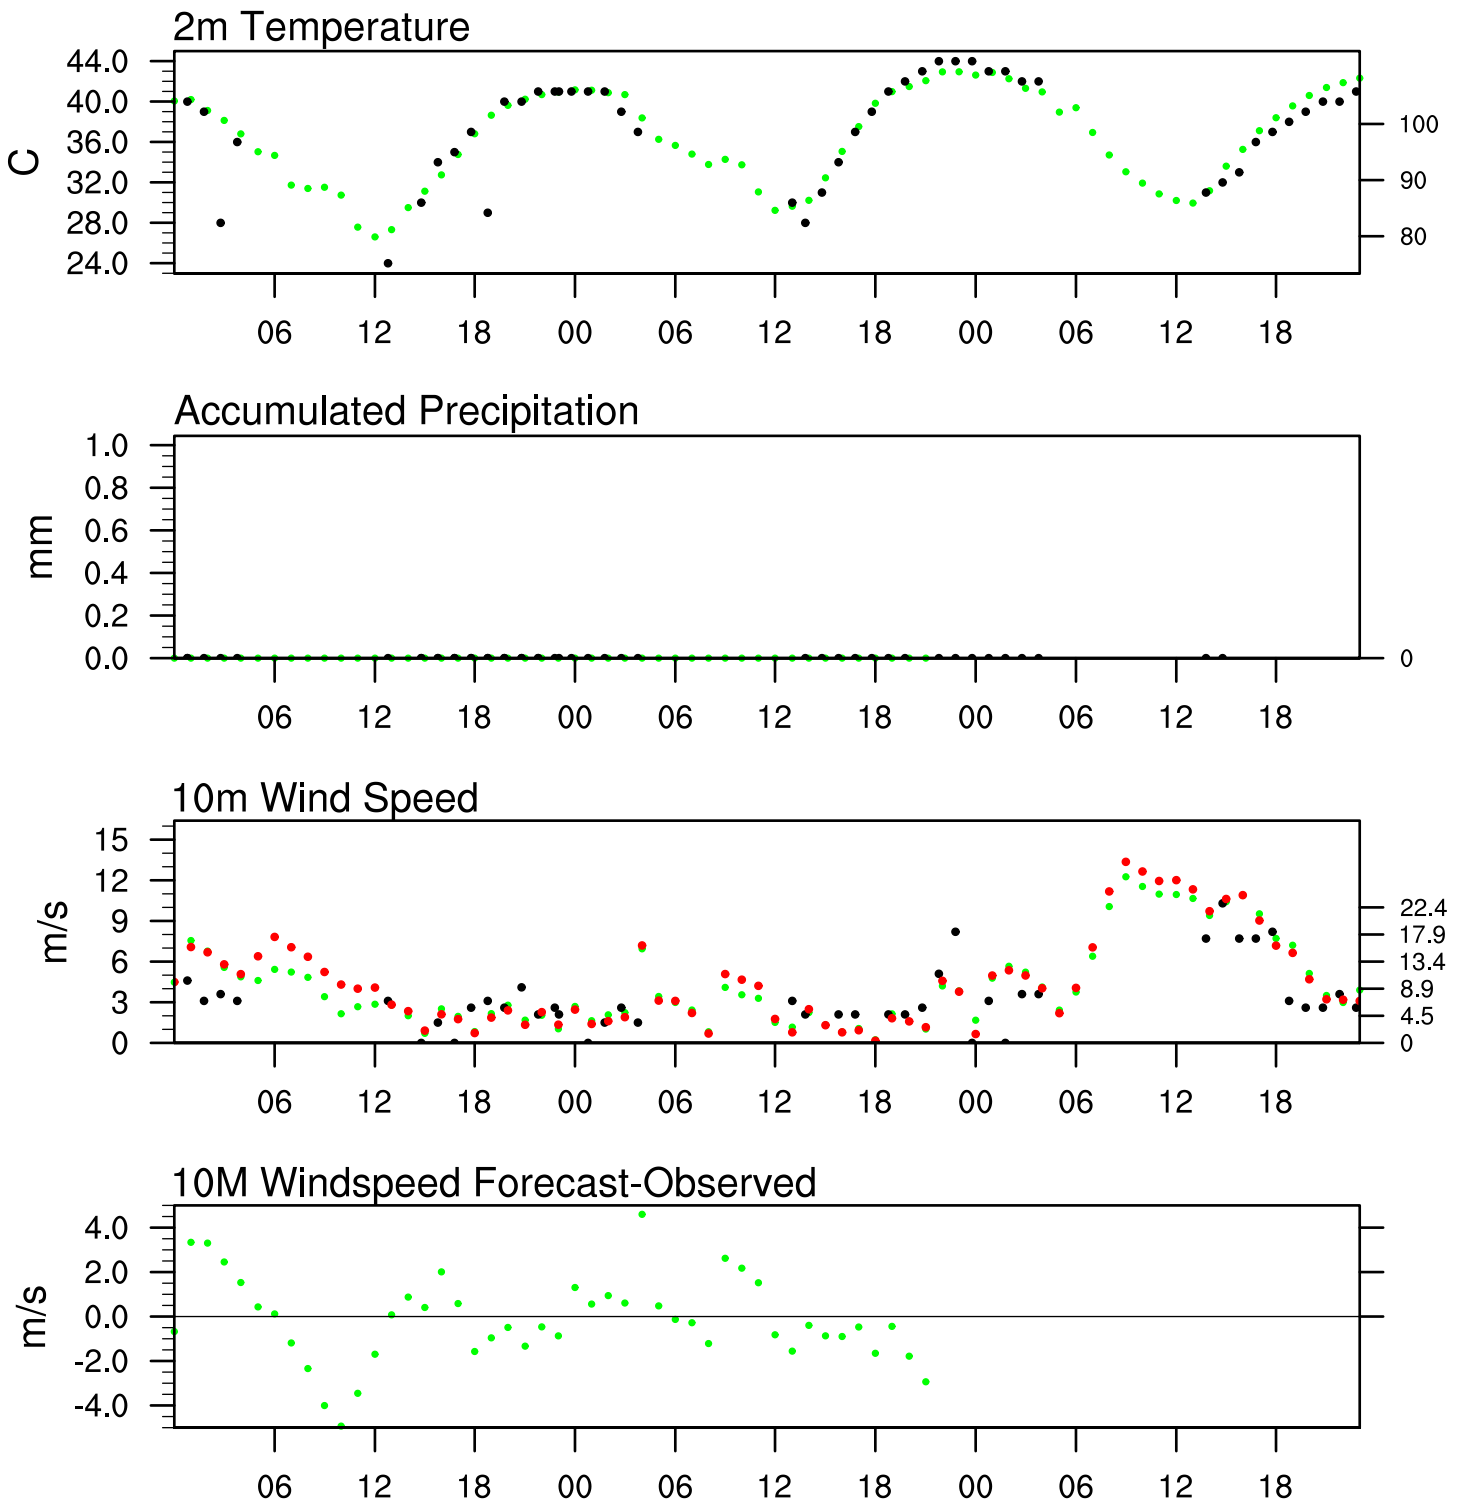 2m Temperature
44.0
40.0
36.0
32.0
28.0
24.0
C
100
90
80
06 12 18 00 06 12 18 00 06 12 18
Accumulated Precipitation
1.0
0.8
0.6
0.4
0.2
0.0
mm
0
06 12 18 00 06 12 18 00 06 12 18
10m Wind Speed
15
12
9
6
3
0
m/s
22.4
17.9
13.4
8.9
4.5
0
06 12 18 00 06 12 18 00 06 12 18
10M Windspeed Forecast-Observed
4.0
2.0
0.0
-2.0
-4.0
m/s
06 12 18 00 06 12 18 00 06 12 18